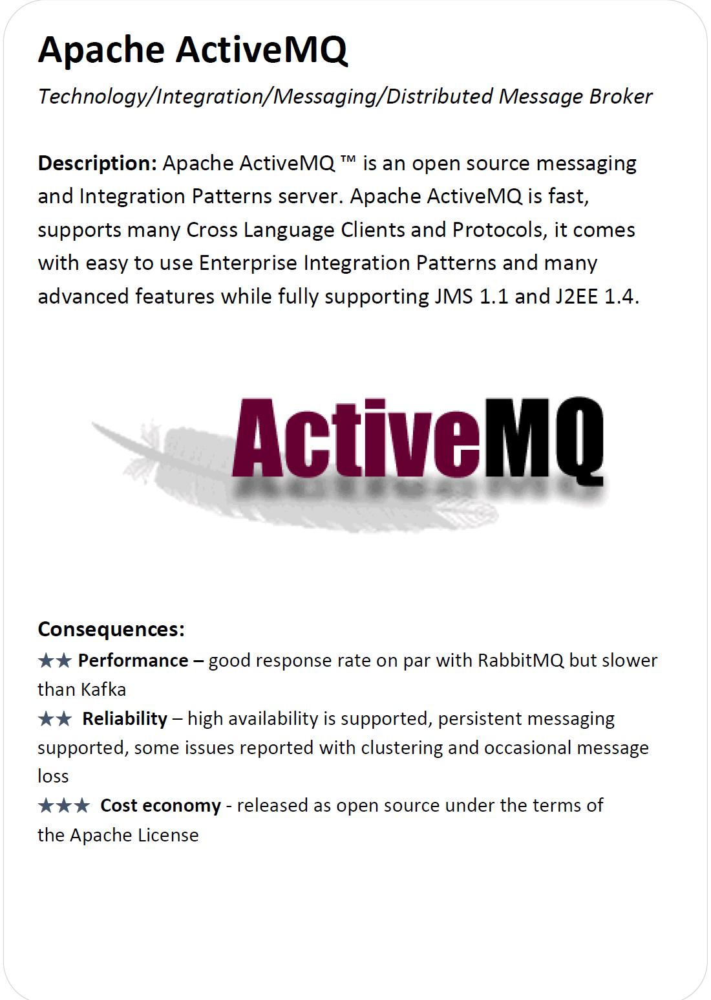 Apache ActiveMQ
Technology/Integration/Messaging/Distributed Message Broker
Description: Apache ActiveMQ ™ is an open source messaging
and Integration Patterns server. Apache ActiveMQ is fast,
supports many Cross Language Clients and Protocols, it comes
with easy to use Enterprise Integration Patterns and many
advanced features while fully supporting JMS 1.1 and J2EE 1.4.
ActiveMQ
Consequences:
★★ Performance – good response rate on par with RabbitMQ but slower
than Kafka
★★ Reliability – high availability is supported, persistent messaging
supported, some issues reported with clustering and occasional message
loss
★★★ Cost economy - released as open source under the terms of
the Apache License